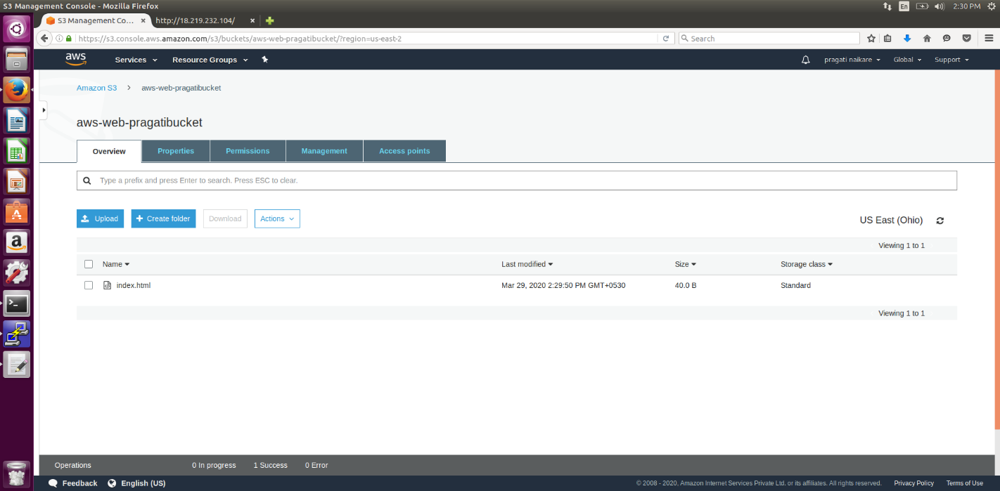 S3 Management Console - Mozilla Firefox
En
2:30 PM
S3 Management Co...
http://18.219.232.104/
https://s3.console.aws.amazon.com/s3/buckets/aws-web-pragatibucket/?region=us-east-2
Search
aws
Services
Resource Groups
pragati naikare
Global
Support
Amazon S3
aws-web-pragatibucket
aws-web-pragatibucket
Overview
Properties
Permissions
Management
Access points
Type a prefix and press Enter to search. Press ESC to clear.
Upload
Create folder
Download
Actions
US East (Ohio)
Viewing 1 to 1
Name
Last modified
Size
Storage class
index.html
Mar 29, 2020 2:29:50 PM GMT+0530
40.0 B
Standard
Viewing 1 to 1
Operations
0 In progress
1 Success
0 Error
Feedback
English (US)
© 2008 - 2020, Amazon Internet Services Private Ltd. or its affiliates. All rights reserved.
Privacy Policy
Terms of Use